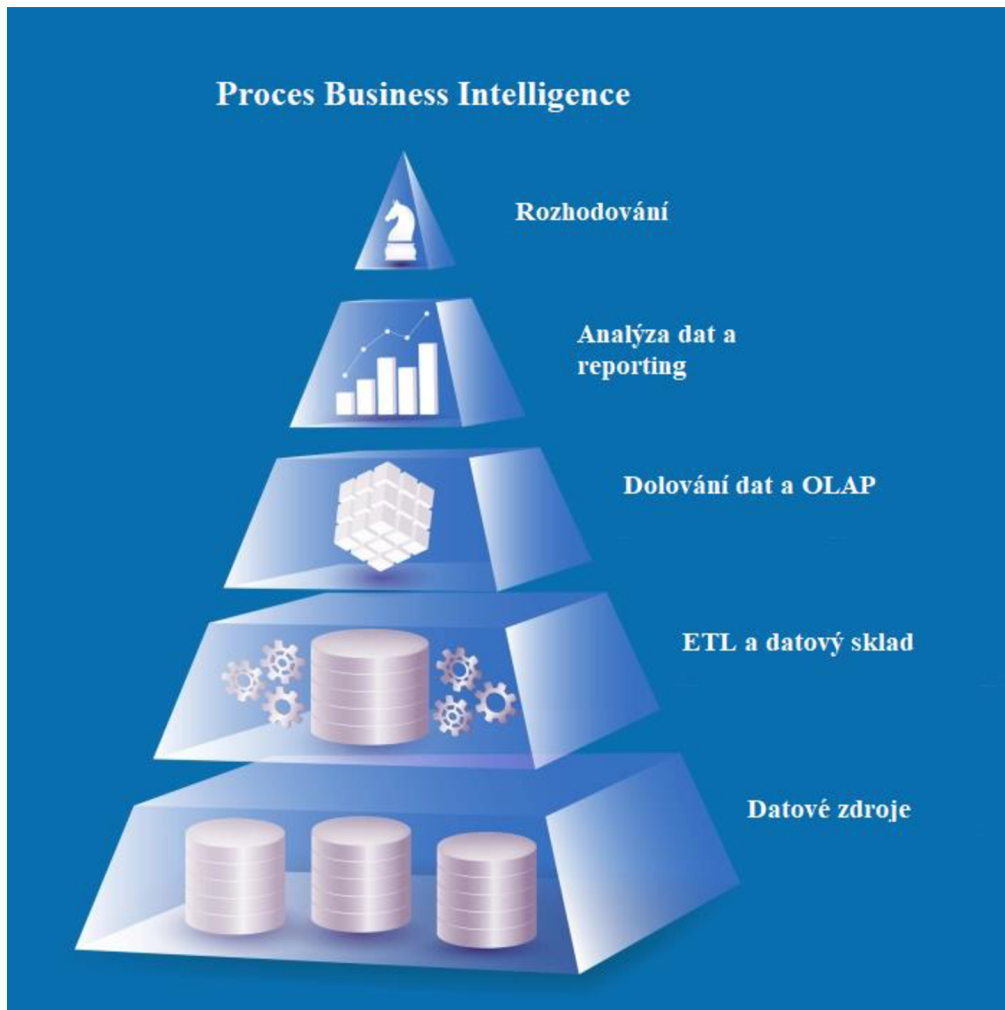 Proces Business Intelligence
Rozhodování
Analýza dat a
reporting
Dolování dat a OLAP
ETL a datový sklad
Datové zdroje